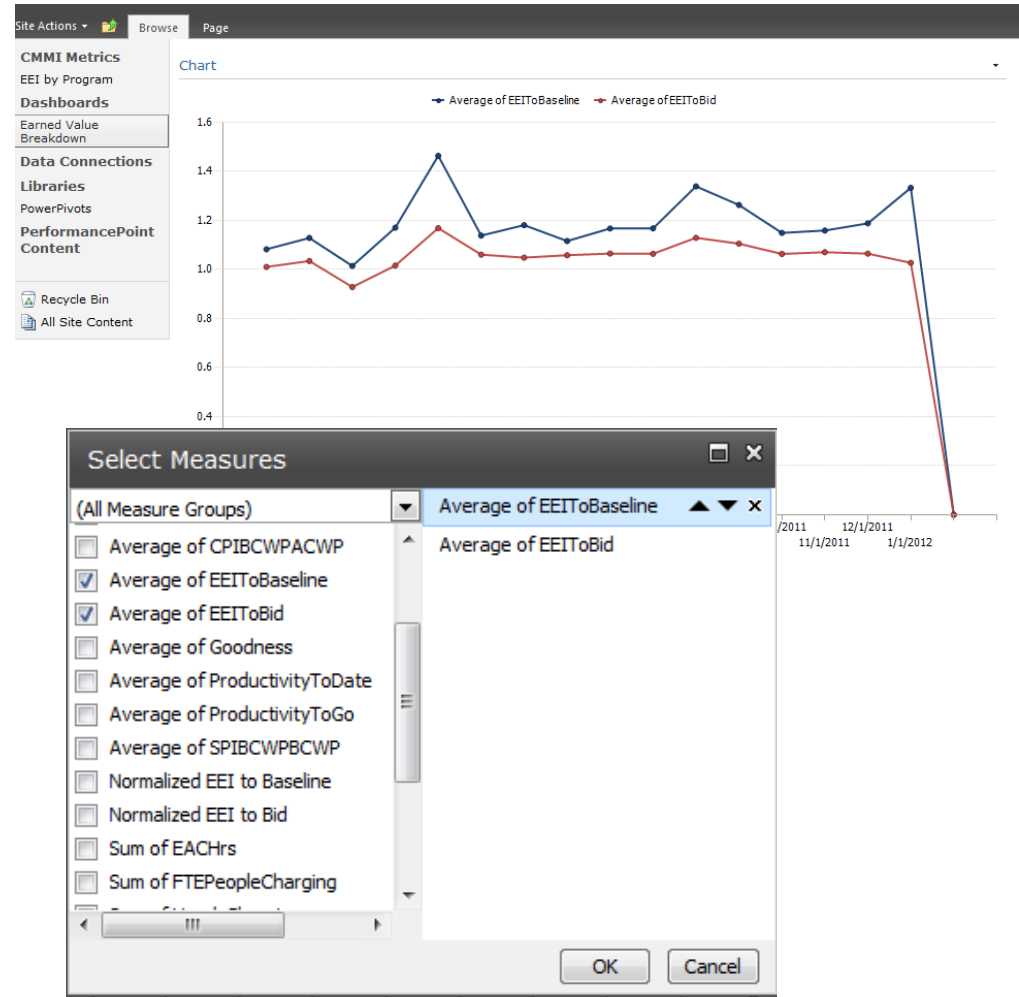 Site Actions
Browse
Page
CMMI Metrics
EEI by Program
Dashboards
Earned Value
Breakdown
Data Connections
Libraries
PowerPivots
PerformancePoint
Content
Recycle Bin
All Site Content
Chart
Average of EEIToBaseline
Average of EEIToBid
1.6
1.4
1.2
1.0
0.8
0.6
0.4
/2011
12/1/2011
11/1/2011
1/1/2012
Select Measures
(All Measure Groups)
Average of CPIBCWPACWP
Average of EEIToBaseline
Average of EEIToBid
Average of Goodness
Average of ProductivityToDate
Average of ProductivityToGo
Average of SPIBCWPBCWP
Normalized EEI to Baseline
Normalized EEI to Bid
Sum of EACHrs
Sum of FTEPeopleCharging
Average of EEIToBaseline
Average of EEIToBid
OK
Cancel